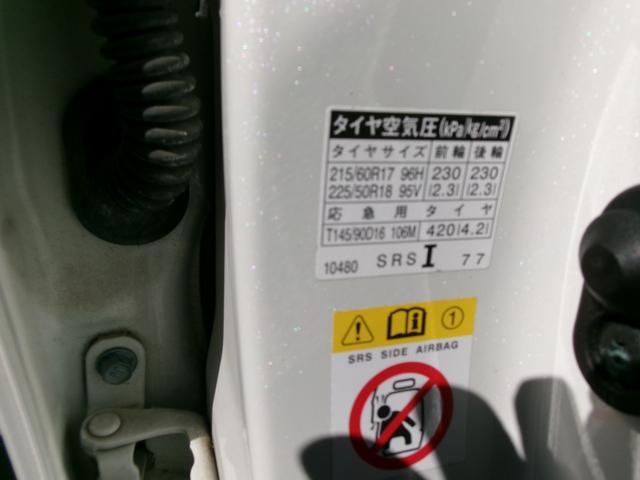 タイヤ空気圧(kPa/kg/cm²)
タイヤサイズ 前輪 後輪
215/60R17 96H 230 230
225/50R18 95V (2.3) (2.3)
応急用タイヤ
T145/90D16 106M 420(4.2)
10480 SRS I 77
①
SRS SIDE AIRBAG